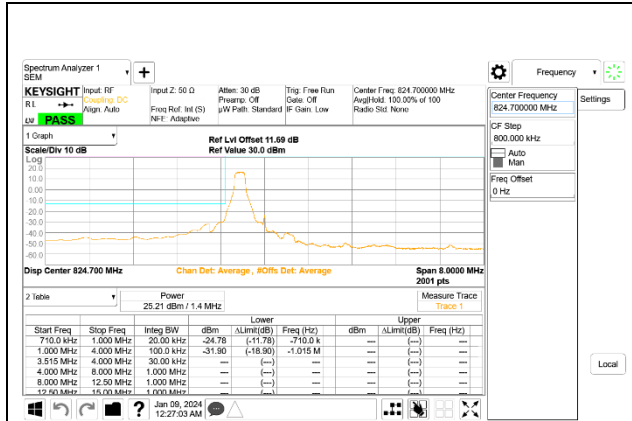 Spectrum Analyzer 1
SEM
Frequency
KEYSIGHT
Input: RF
Coupling: DC
Align: Auto
Input Z: 50 Ω
Freq Ref: Int (S)
NFE: Adaptive
Atten: 30 dB
Preamp: Off
µW Path: Standard
Trig: Free Run
Gate: Off
IF Gain: Low
Center Freq: 824.700000 MHz
Avg|Hold: 100.00% of 100
Radio Std: None
PASS
Center Frequency
824.700000 MHz
Settings
CF Step
800.000 kHz
Auto
Man
Freq Offset
0 Hz
1 Graph
Scale/Div 10 dB
Ref Lvl Offset 11.69 dB
Ref Value 30.0 dBm
Log
20.0
10.0
0.00
-10.0
-20.0
-30.0
-40.0
-50.0
-60.0
Disp Center 824.700 MHz
Chan Det: Average , #Offs Det: Average
Span 8.0000 MHz
2001 pts
2 Table
Power
25.21 dBm / 1.4 MHz
Measure Trace
Trace 1
Lower Upper
Start Freq Stop Freq Integ BW dBm ∆Limit(dB) Freq (Hz) dBm ∆Limit(dB) Freq (Hz)
710.0 kHz 1.000 MHz 20.00 kHz -24.78 (-11.78) -710.0 k --- (---) ---
1.000 MHz 4.000 MHz 100.0 kHz -31.90 (-18.90) -1.015 M --- (---) ---
3.515 MHz 4.000 MHz 30.00 kHz --- (---) --- --- (---) ---
4.000 MHz 8.000 MHz 1.000 MHz --- (---) --- --- (---) ---
8.000 MHz 12.50 MHz 1.000 MHz --- (---) --- --- (---) ---
12.50 MHz 15.00 MHz 1.000 MHz --- (---) --- --- (---) ---
Local
Jan 09, 2024
12:27:03 AM